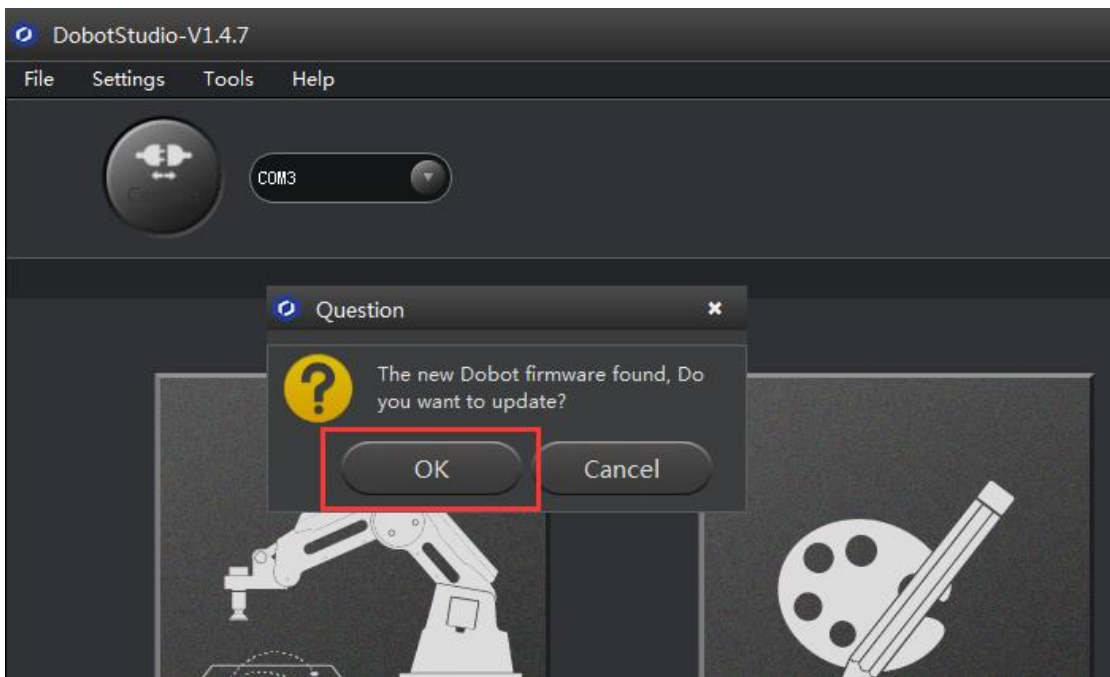 DobotStudio-V1.4.7
File Settings Tools Help
COM3
Question
The new Dobot firmware found, Do
you want to update?
OK Cancel